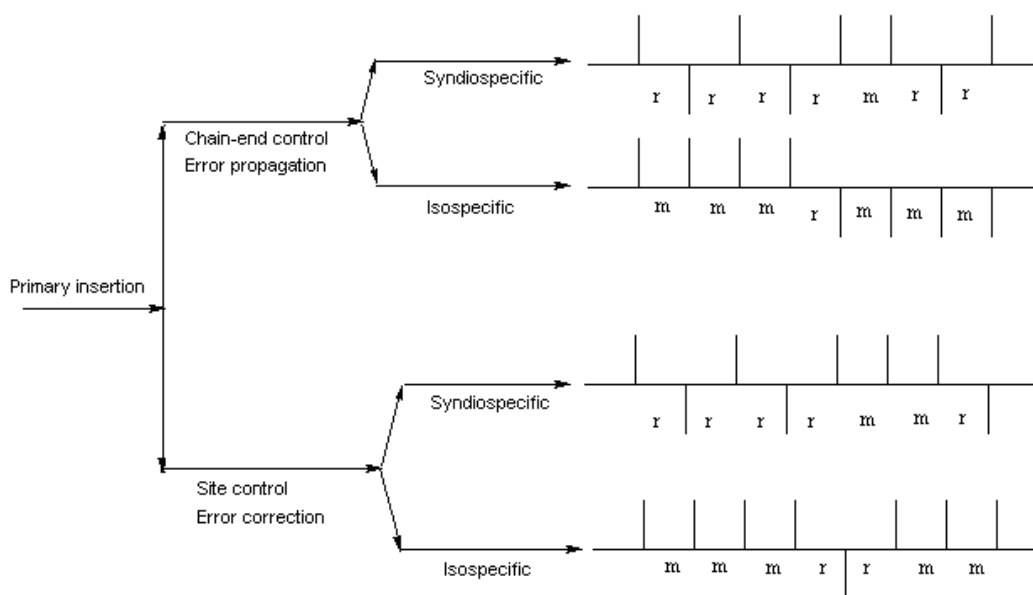 Syndiospecific
r r r r m r r
Chain-end control
Error propagation
Isospecific
m m m r m m m
Primary insertion
Syndiospecific
r r r r m m r
Site control
Error correction
Isospecific
m m m r r m m